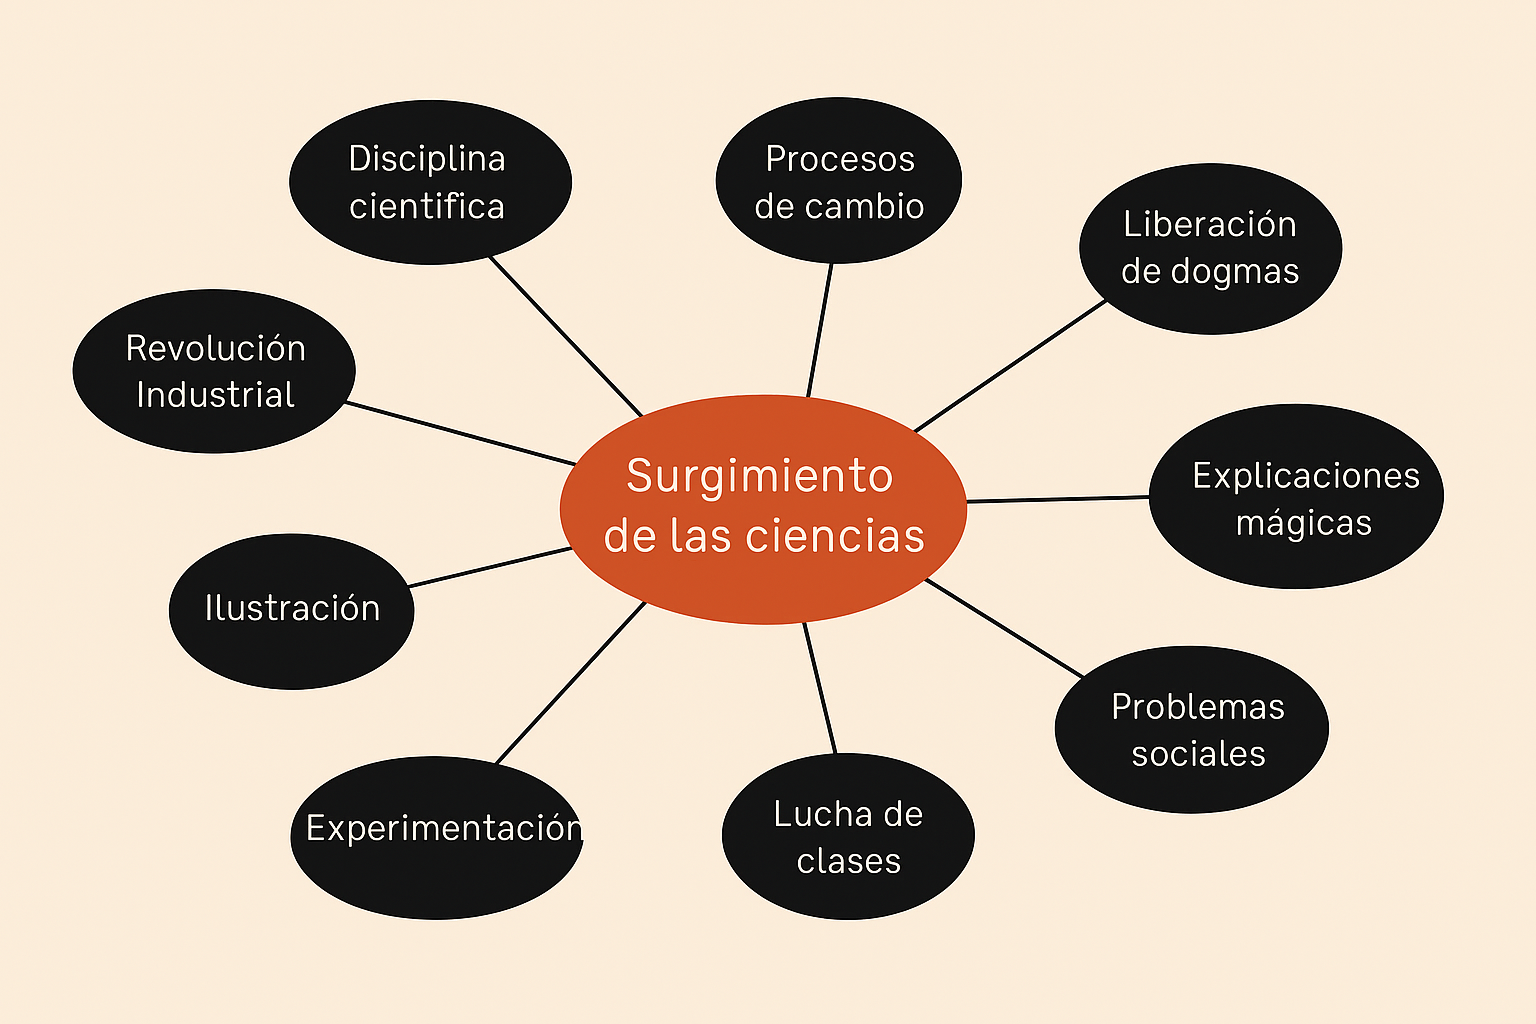 Disciplina
cientifica
Procesos
de cambio
Liberación
de dogmas
Revolución
Industrial
Surgimiento
de las ciencias
Explicaciones
mágicas
Ilustración
Problemas
sociales
Experimentación
Lucha de
clases